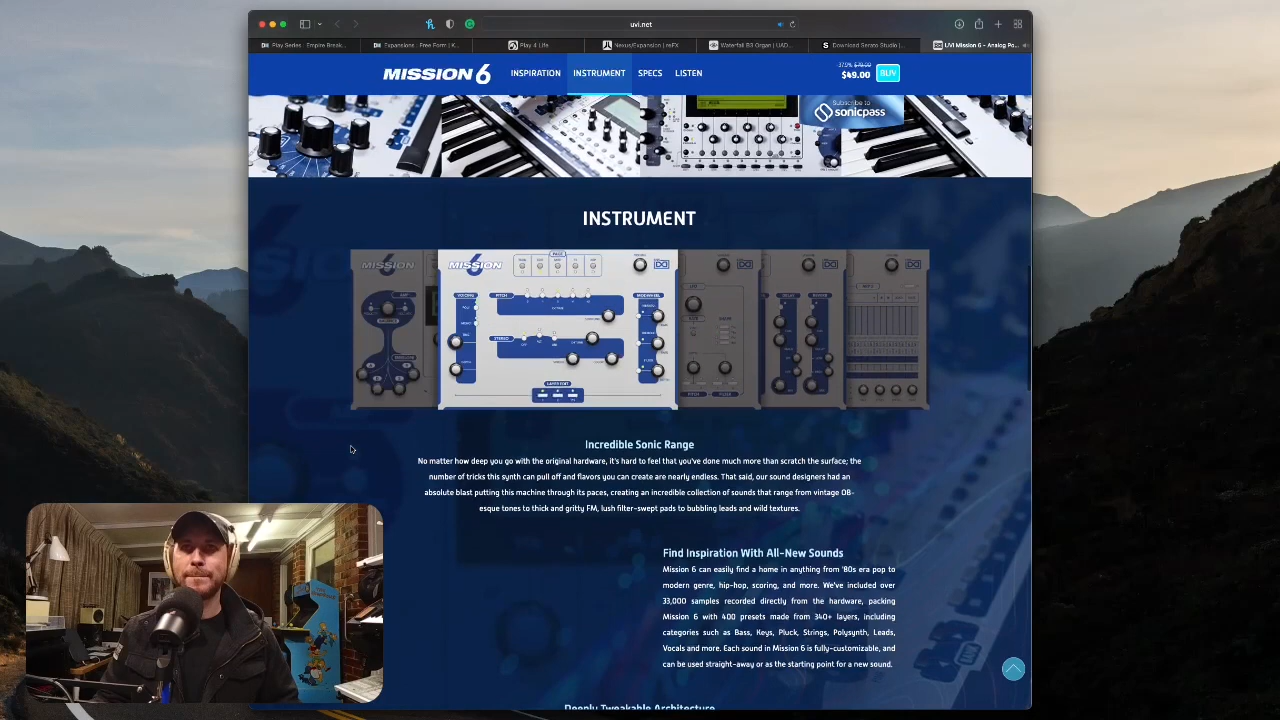 uvi.net
Play Series : Empire Break...
Expansions : Free Form | K...
Play 4 Life
Nexus/Expansion | reFX
Waterfall B3 Organ | UAD...
Download Serato Studio |...
UVI Mission 6 - Analog Po...
MISSION 6
INSPIRATION
INSTRUMENT
SPECS
LISTEN
-37.9% $79.00
$49.00
BUY
Subscribe to
sonicpass
INSTRUMENT
MISSION
MISSION
PAGE
VOICING
PITCH
STEREO
MODWHEEL
LAYER EDIT
DELAY
REVERB
Incredible Sonic Range
No matter how deep you go with the original hardware, it's hard to feel that you've done much more than scratch the surface; the
number of tricks this synth can pull off and flavors you can create are nearly endless. That said, our sound designers had an
absolute blast putting this machine through its paces, creating an incredible collection of sounds that range from vintage OB-
esque tones to thick and gritty FM, lush filter-swept pads to bubbling leads and wild textures.
Find Inspiration With All-New Sounds
Mission 6 can easily find a home in anything from '80s era pop to
modern genre, hip-hop, scoring, and more. We've included over
33,000 samples recorded directly from the hardware, packing
Mission 6 with 400 presets made from 340+ layers, including
categories such as Bass, Keys, Pluck, Strings, Polysynth, Leads,
Vocals and more. Each sound in Mission 6 is fully-customizable, and
can be used straight-away or as the starting point for a new sound.
Deeply Tweakable Architecture